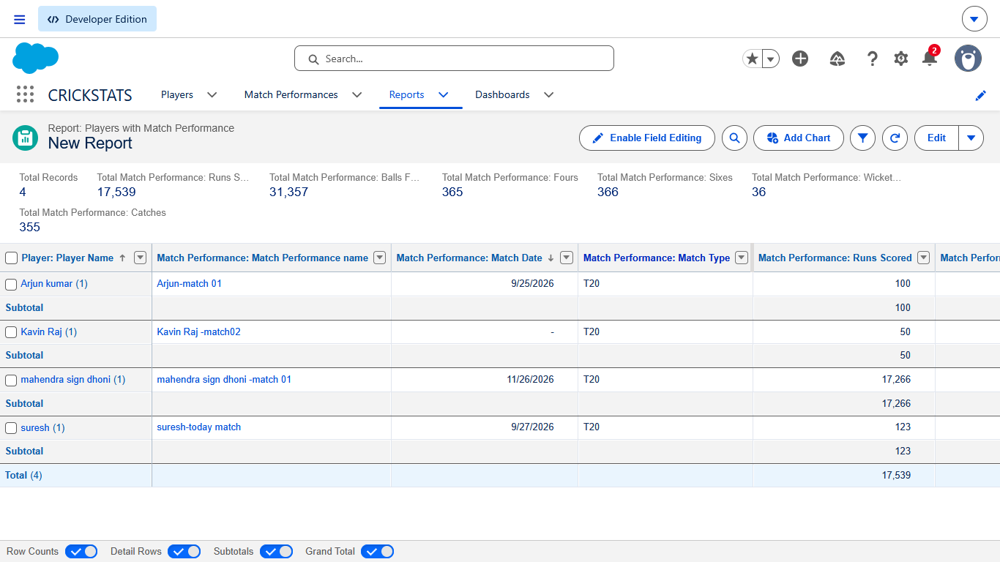 Developer Edition
Search...
2
CRICKSTATS
Players
Match Performances
Reports
Dashboards
Report: Players with Match Performance
New Report
Enable Field Editing
Add Chart
Edit
Total Records
4
Total Match Performance: Runs S...
17,539
Total Match Performance: Balls F...
31,357
Total Match Performance: Fours
365
Total Match Performance: Sixes
366
Total Match Performance: Wicket...
36
Total Match Performance: Catches
355
Player: Player Name ↑ Match Performance: Match Performance name Match Performance: Match Date ↓ Match Performance: Match Type Match Performance: Runs Scored Match Perfor
Arjun kumar (1) Arjun-match 01 9/25/2026 T20 100
Subtotal 100
Kavin Raj (1) Kavin Raj -match02 - T20 50
Subtotal 50
mahendra sign dhoni (1) mahendra sign dhoni -match 01 11/26/2026 T20 17,266
Subtotal 17,266
suresh (1) suresh-today match 9/27/2026 T20 123
Subtotal 123
Total (4) 17,539
Row Counts Detail Rows Subtotals Grand Total